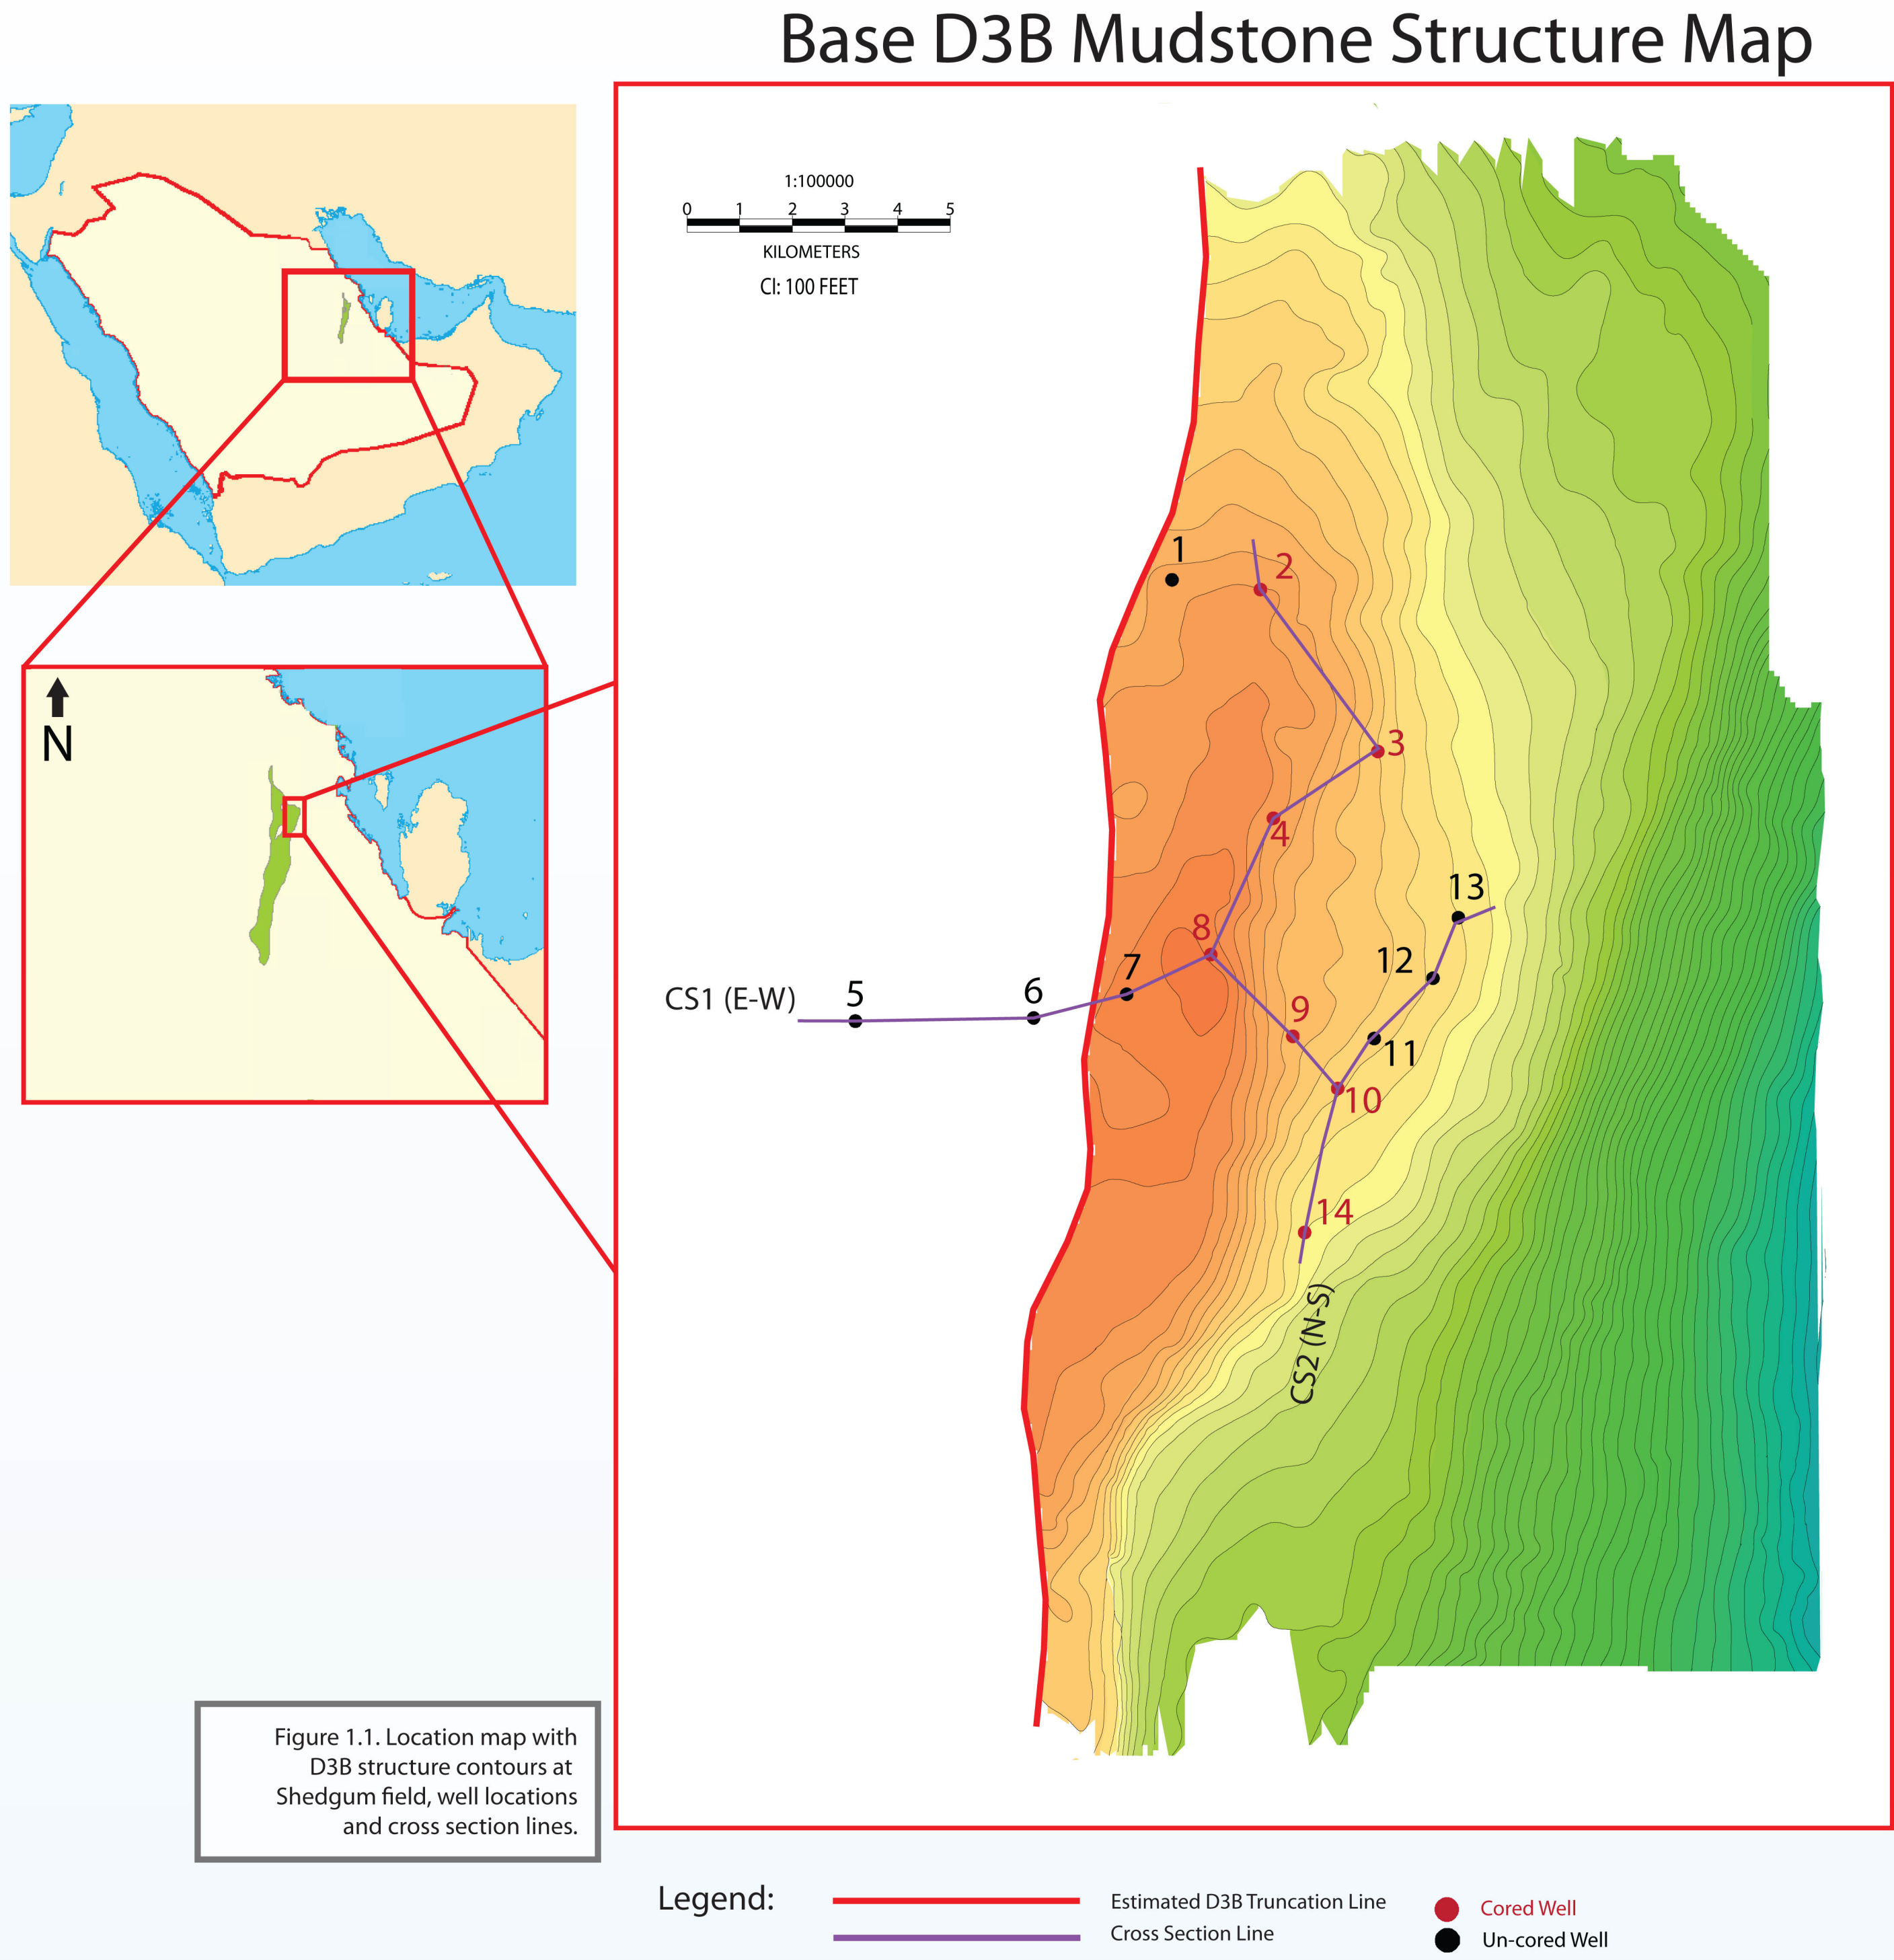 Base D3B Mudstone Structure Map
1:100000
0 1 2 3 4 5
KILOMETERS
CI: 100 FEET
N
1
2
3
4
13
8
12
7
CS1 (E-W)
5
6
9
11
10
14
CS2 (N-S)
Figure 1.1. Location map with
D3B structure contours at
Shedgum field, well locations
and cross section lines.
Legend:
Estimated D3B Truncation Line
Cross Section Line
Cored Well
Un-cored Well